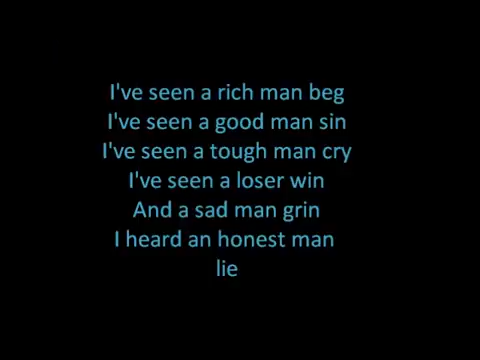 I've seen a rich man beg
I've seen a good man sin
I've seen a tough man cry
I've seen a loser win
And a sad man grin
I heard an honest man
lie